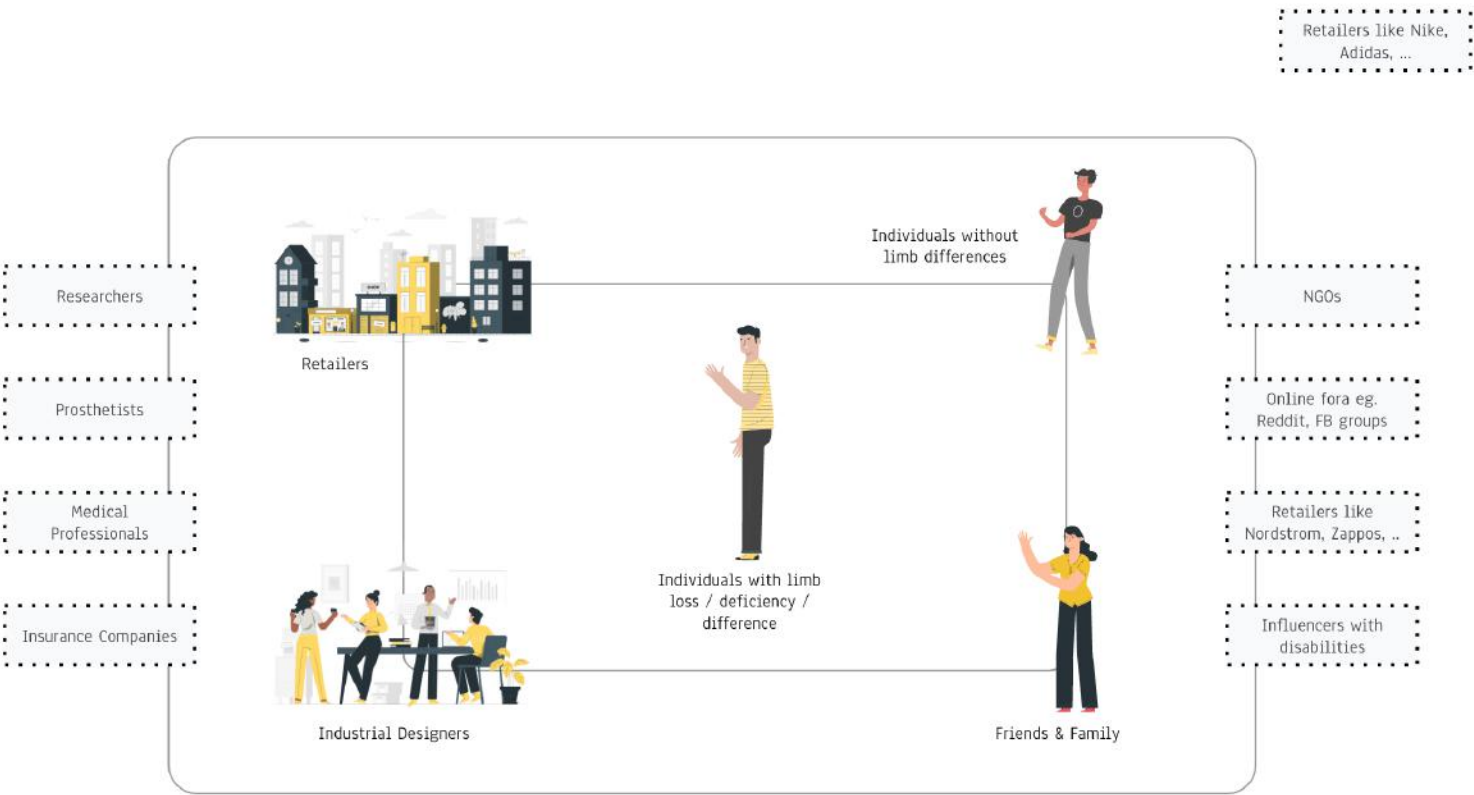 Retailers like Nike,
Adidas, ...
Individuals without
limb differences
Researchers
NGOs
Retailers
Prosthetists
Online fora eg.
Reddit, FB groups
Medical
Professionals
Retailers like
Nordstrom, Zappos, ..
Individuals with limb
loss / deficiency /
difference
Insurance Companies
Influencers with
disabilities
Industrial Designers
Friends & Family